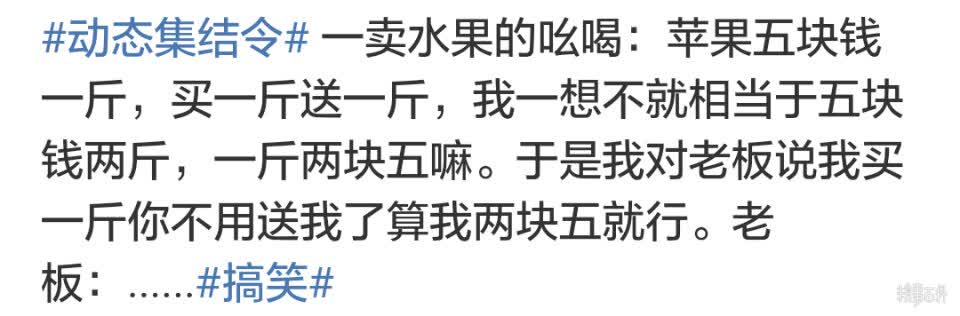 #动态集结令# 一卖水果的吆喝：苹果五块钱
一斤，买一斤送一斤，我一想不就相当于五块
钱两斤，一斤两块五嘛。于是我对老板说我买
一斤你不用送我了算我两块五就行。老
板：……#搞笑#